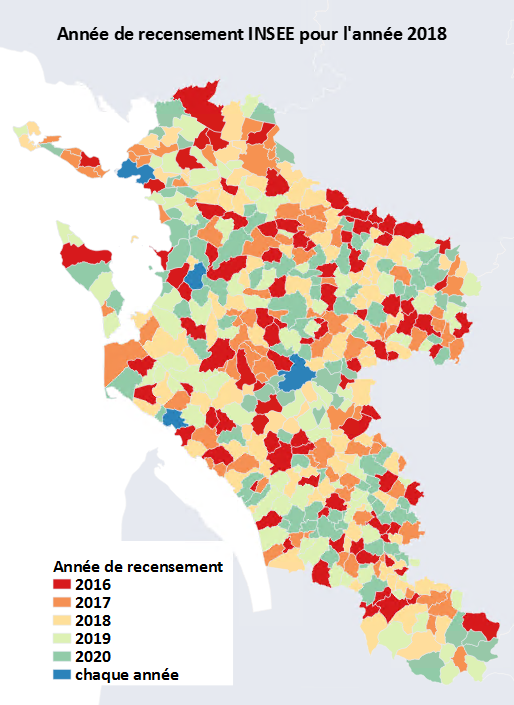 Année de recensement INSEE pour l'année 2018
Année de recensement
2016
2017
2018
2019
2020
chaque année